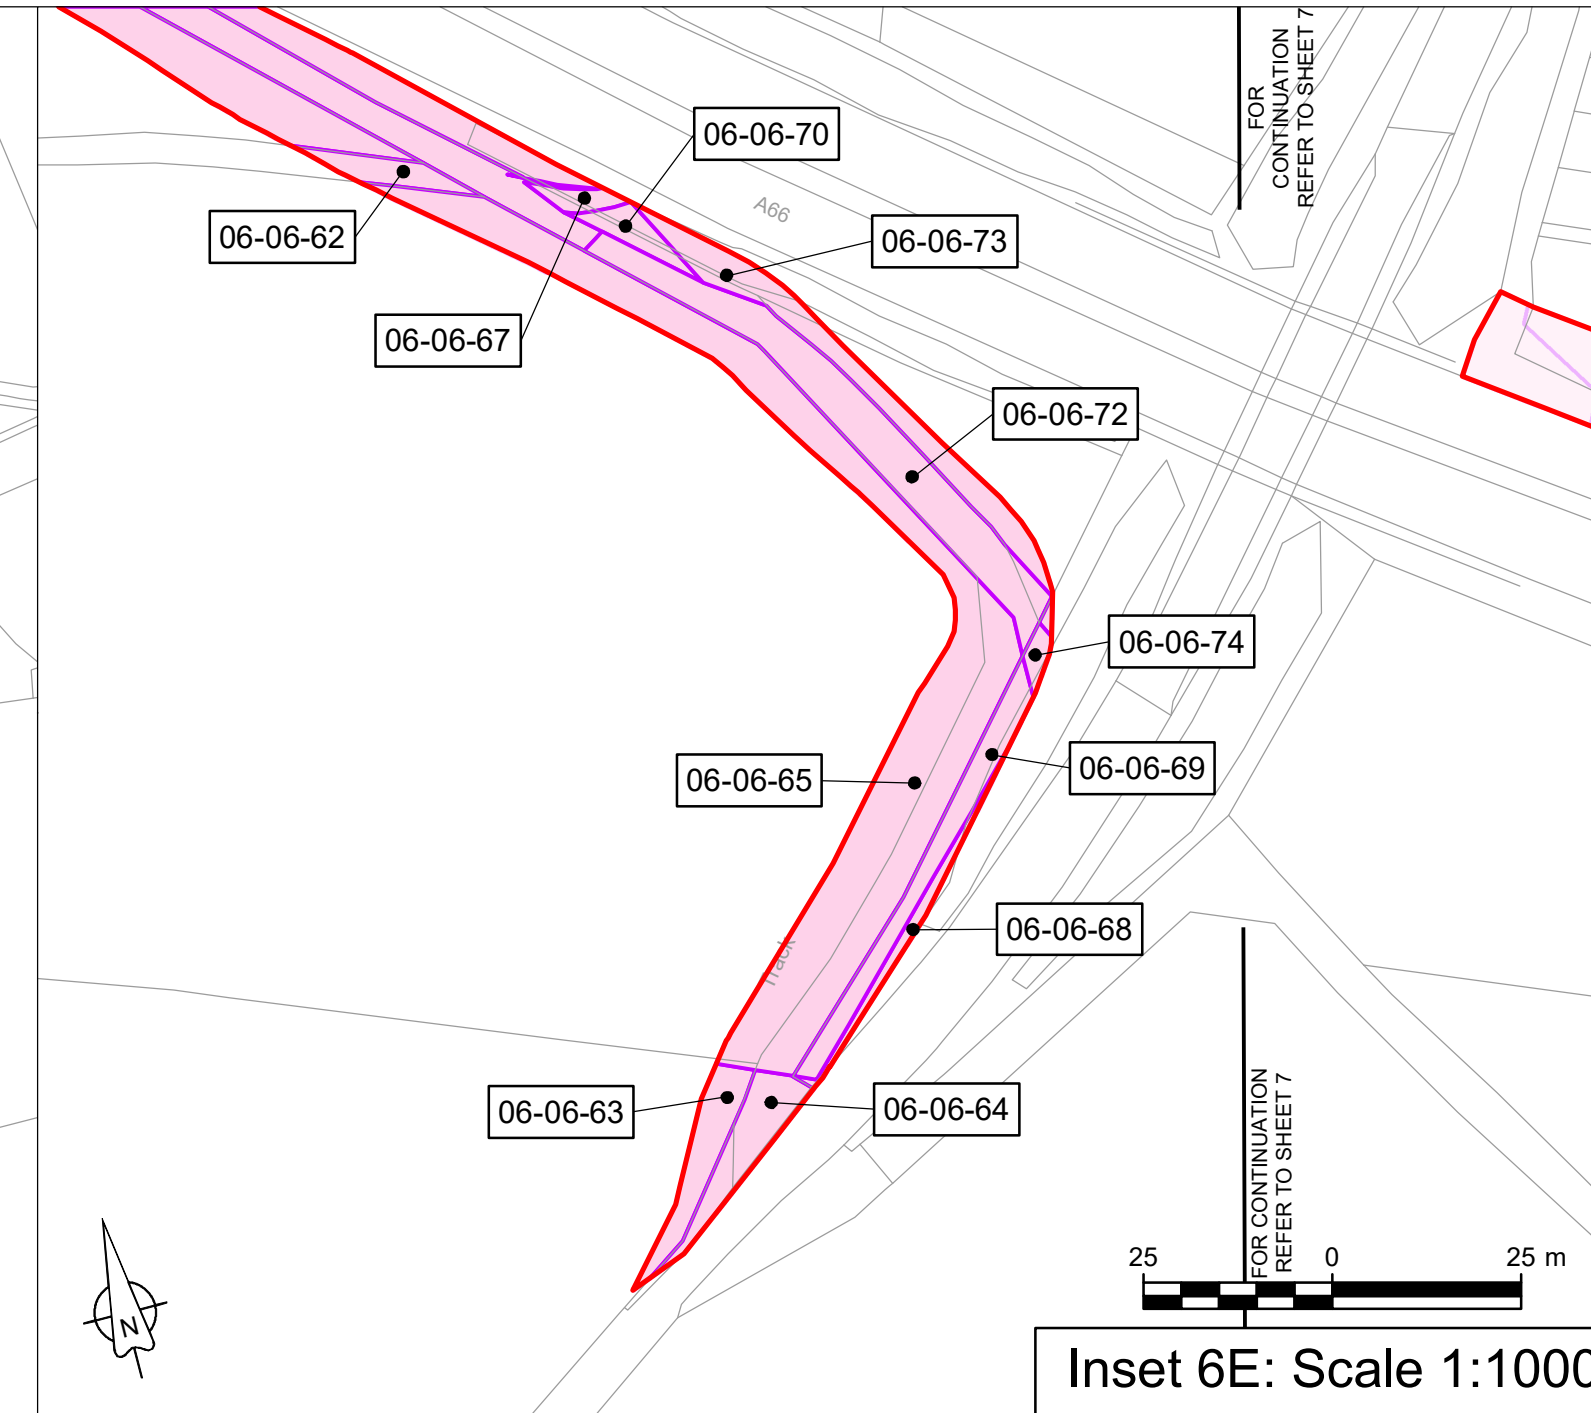 FOR
CONTINUATION
REFER TO SHEET 7
06-06-70
A66
06-06-62
06-06-73
06-06-67
06-06-72
06-06-74
06-06-65
06-06-69
06-06-68
Track
06-06-63
06-06-64
FOR CONTINUATION
REFER TO SHEET 7
25 0 25 m
N
Inset 6E: Scale 1:1000